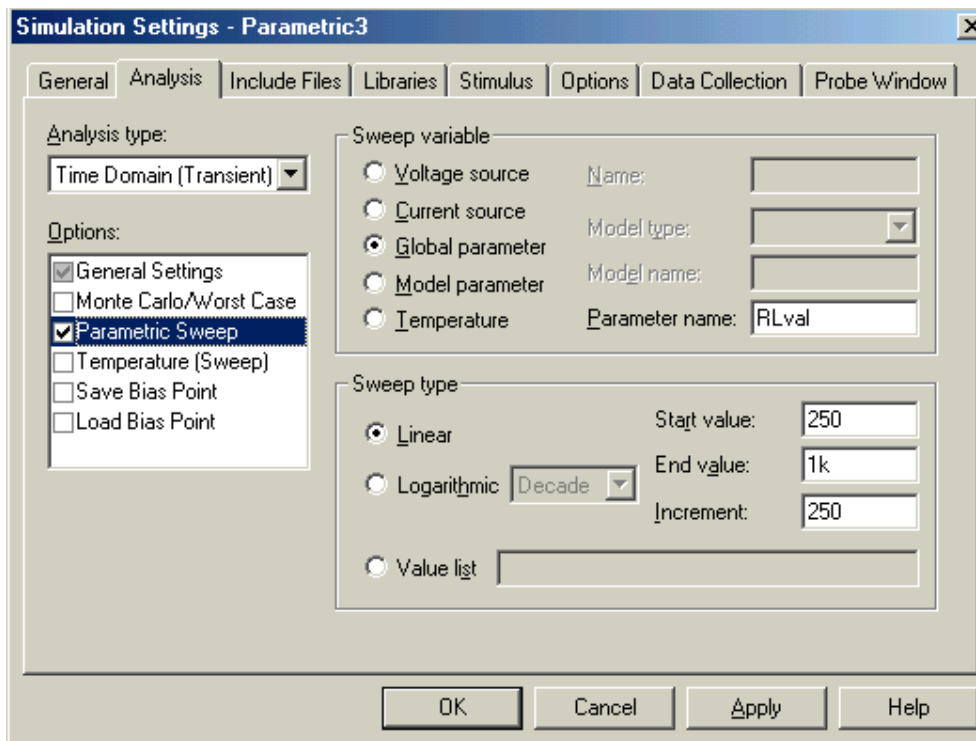 Simulation Settings - Parametric3
General Analysis Include Files Libraries Stimulus Options Data Collection Probe Window
Analysis type:
Time Domain (Transient)
Options:
General Settings
Monte Carlo/Worst Case
Parametric Sweep
Temperature (Sweep)
Save Bias Point
Load Bias Point
Sweep variable
Voltage source
Current source
Global parameter
Model parameter
Temperature
Name:
Model type:
Model name:
Parameter name: RLval
Sweep type
Linear
Logarithmic Decade
Value list
Start value: 250
End value: 1k
Increment: 250
OK Cancel Apply Help